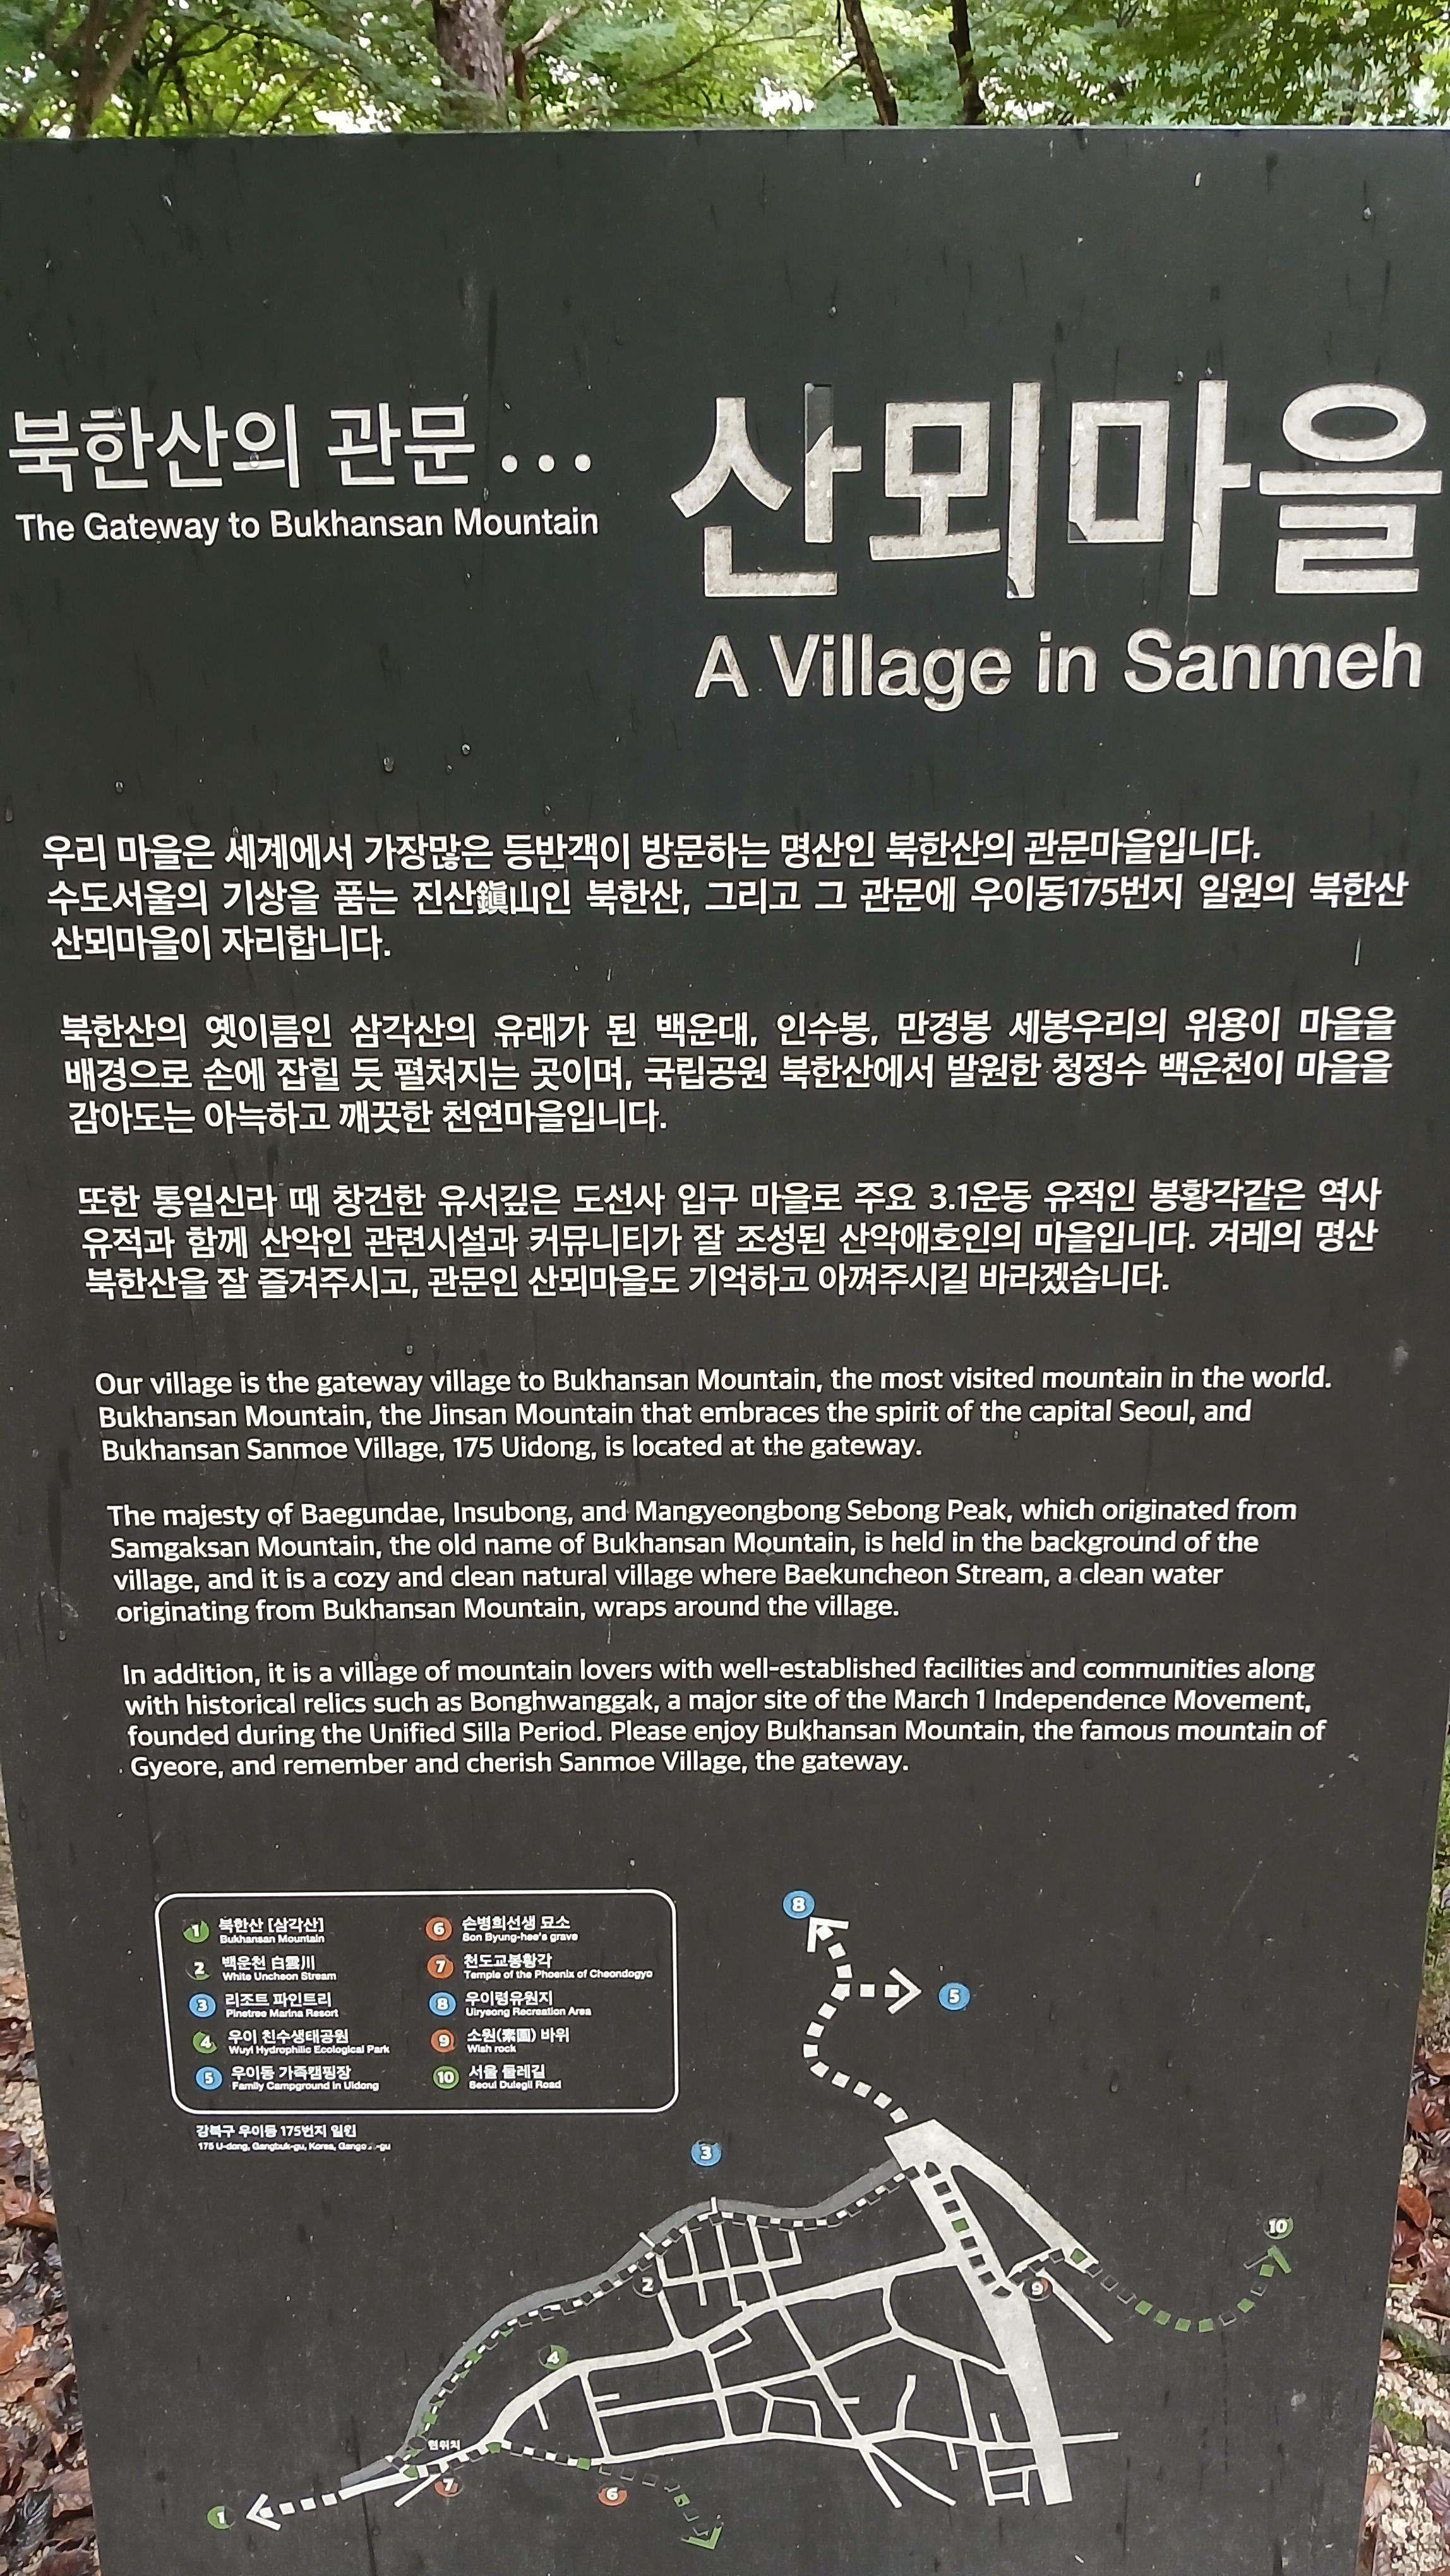 북한산의 관문...
The Gateway to Bukhansan Mountain
산뫼마을
A Village in Sanmeh
우리 마을은 세계에서 가장많은 등반객이 방문하는 명산인 북한산의 관문마을입니다.
수도서울의 기상을 품는 진산鎭山인 북한산, 그리고 그 관문에 우이동175번지 일원의 북한산
산뫼마을이 자리합니다.
북한산의 옛이름인 삼각산의 유래가 된 백운대, 인수봉, 만경봉 세봉우리의 위용이 마을을
배경으로 손에 잡힐 듯 펼쳐지는 곳이며, 국립공원 북한산에서 발원한 청정수 백운천이 마을을
감아도는 아늑하고 깨끗한 천연마을입니다.
또한 통일신라 때 창건한 유서깊은 도선사 입구 마을로 주요 3.1운동 유적인 봉황각같은 역사
유적과 함께 산악인 관련시설과 커뮤니티가 잘 조성된 산악애호인의 마을입니다. 겨레의 명산
북한산을 잘 즐겨주시고, 관문인 산뫼마을도 기억하고 아껴주시길 바라겠습니다.
Our village is the gateway village to Bukhansan Mountain, the most visited mountain in the world.
Bukhansan Mountain, the Jinsan Mountain that embraces the spirit of the capital Seoul, and
Bukhansan Sanmoe Village, 175 Uidong, is located at the gateway.
The majesty of Baegundae, Insubong, and Mangyeongbong Sebong Peak, which originated from
Samgaksan Mountain, the old name of Bukhansan Mountain, is held in the background of the
village, and it is a cozy and clean natural village where Baekuncheon Stream, a clean water
originating from Bukhansan Mountain, wraps around the village.
In addition, it is a village of mountain lovers with well-established facilities and communities along
with historical relics such as Bonghwanggak, a major site of the March 1 Independence Movement,
founded during the Unified Silla Period. Please enjoy Bukhansan Mountain, the famous mountain of
Gyeore, and remember and cherish Sanmoe Village, the gateway.
1 북한산 [삼각산]
Bukhansan Mountain
2 백운천 白雲川
White Uncheon Stream
3 리조트 파인트리
Pinetree Marina Resort
4 우이 친수생태공원
Wuyi Hydrophilic Ecological Park
5 우이동 가족캠핑장
Family Campground in Uidong
6 손병희선생 묘소
Son Byung-hee's grave
7 천도교봉황각
Temple of the Phoenix of Cheondogyo
8 우이령유원지
Uiryeong Recreation Area
9 소원(素園) 바위
Wish rock
10 서울 둘레길
Seoul Dulegil Road
강북구 우이동 175번지 일원
175 U-dong, Gangbuk-gu, Korea,
8
5
3
10
2
9
4
현위치
7
6
1